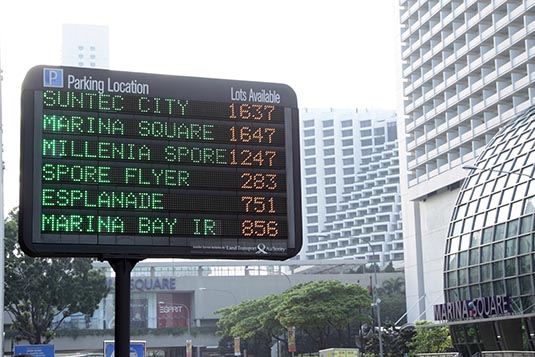 P Parking Location Lots Available
SUNTEC CITY 1637
MARINA SQUARE 1647
MILLENIA SPORE 1247
SPORE FLYER 283
ESPLANADE 751
MARINA BAY IR 856
Land Transport Authority
SQUARE
ESPRIT
MARINA SQUARE